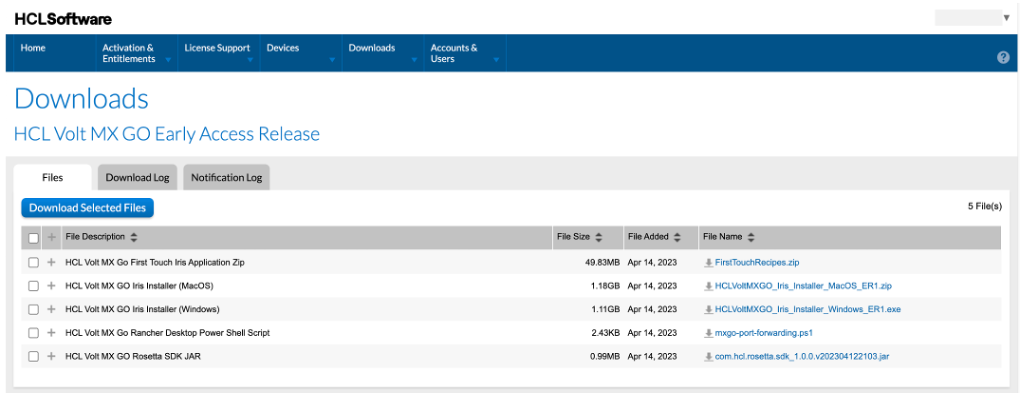 HCLSoftware
Home
Activation &
Entitlements
License Support
Devices
Downloads
Accounts &
Users
?
Downloads
HCL Volt MX GO Early Access Release
Files
Download Log
Notification Log
Download Selected Files
5 File(s)
+ File Description File Size File Added File Name
+ HCL Volt MX Go First Touch Iris Application Zip 49.83MB Apr 14, 2023 FirstTouchRecipes.zip
+ HCL Volt MX GO Iris Installer (MacOS) 1.18GB Apr 14, 2023 HCLVoltMXGO_Iris_Installer_MacOS_ER1.zip
+ HCL Volt MX GO Iris Installer (Windows) 1.11GB Apr 14, 2023 HCLVoltMXGO_Iris_Installer_Windows_ER1.exe
+ HCL Volt MX Go Rancher Desktop Power Shell Script 2.43KB Apr 14, 2023 mxgo-port-forwarding.ps1
+ HCL Volt MX GO Rosetta SDK JAR 0.99MB Apr 14, 2023 com.hcl.rosetta.sdk_1.0.0.v202304122103.jar